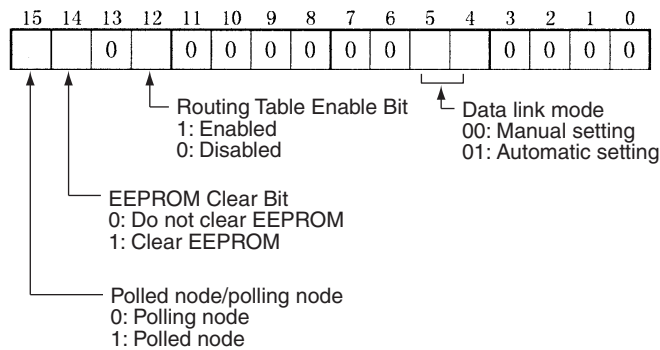 15 14 13 12 11 10 9 8 7 6 5 4 3 2 1 0
0 0 0 0 0 0 0 0 0 0 0
Routing Table Enable Bit
1: Enabled
0: Disabled
Data link mode
00: Manual setting
01: Automatic setting
EEPROM Clear Bit
0: Do not clear EEPROM
1: Clear EEPROM
Polled node/polling node
0: Polling node
1: Polled node